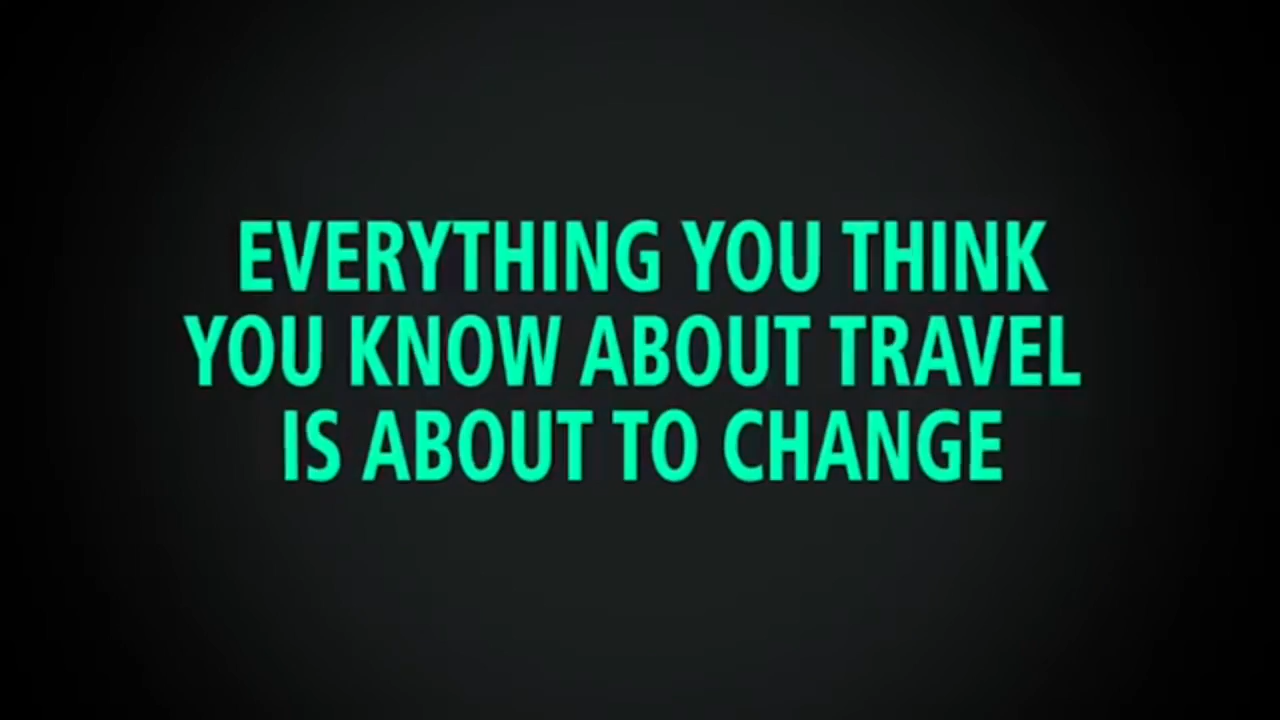 EVERYTHING YOU THINK
YOU KNOW ABOUT TRAVEL
IS ABOUT TO CHANGE